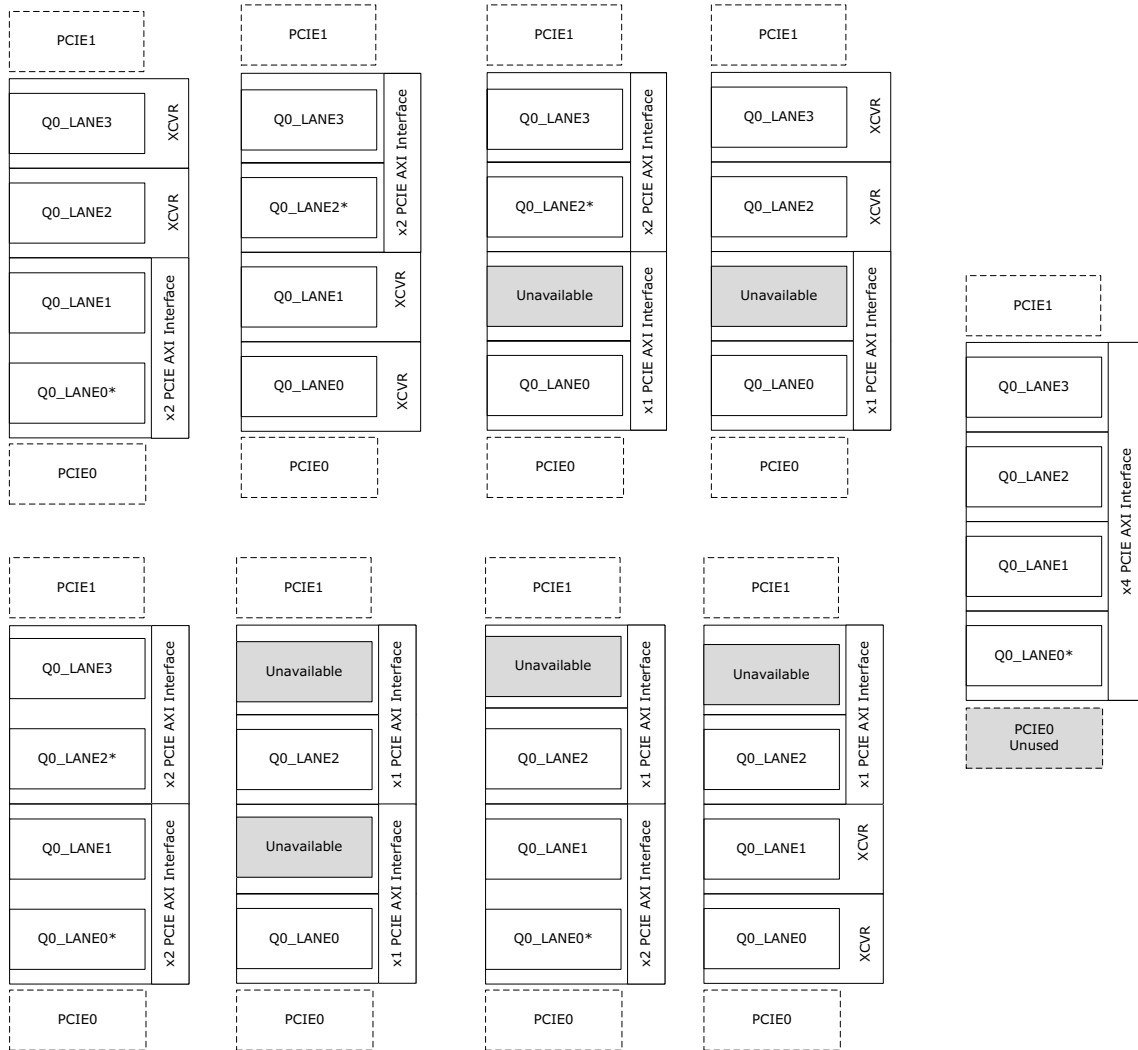 PCIE1
Q0_LANE3
XCVR
Q0_LANE2
XCVR
Q0_LANE1
Q0_LANE0*
x2 PCIE AXI Interface
PCIE0
PCIE1
Q0_LANE3
Q0_LANE2*
x2 PCIE AXI Interface
Q0_LANE1
XCVR
Q0_LANE0
XCVR
PCIE0
PCIE1
Q0_LANE3
Q0_LANE2*
x2 PCIE AXI Interface
Unavailable
Q0_LANE0
x1 PCIE AXI Interface
PCIE0
PCIE1
Q0_LANE3
XCVR
Q0_LANE2
XCVR
Unavailable
Q0_LANE0
x1 PCIE AXI Interface
PCIE0
PCIE1
Q0_LANE3
Q0_LANE2
Q0_LANE1
Q0_LANE0*
x4 PCIE AXI Interface
PCIE0
Unused
PCIE1
Q0_LANE3
Q0_LANE2*
x2 PCIE AXI Interface
Q0_LANE1
Q0_LANE0*
x2 PCIE AXI Interface
PCIE0
PCIE1
Unavailable
Q0_LANE2
x1 PCIE AXI Interface
Unavailable
Q0_LANE0
x1 PCIE AXI Interface
PCIE0
PCIE1
Unavailable
Q0_LANE2
x1 PCIE AXI Interface
Q0_LANE1
Q0_LANE0*
x2 PCIE AXI Interface
PCIE0
PCIE1
Unavailable
Q0_LANE2
x1 PCIE AXI Interface
Q0_LANE1
XCVR
Q0_LANE0
XCVR
PCIE0